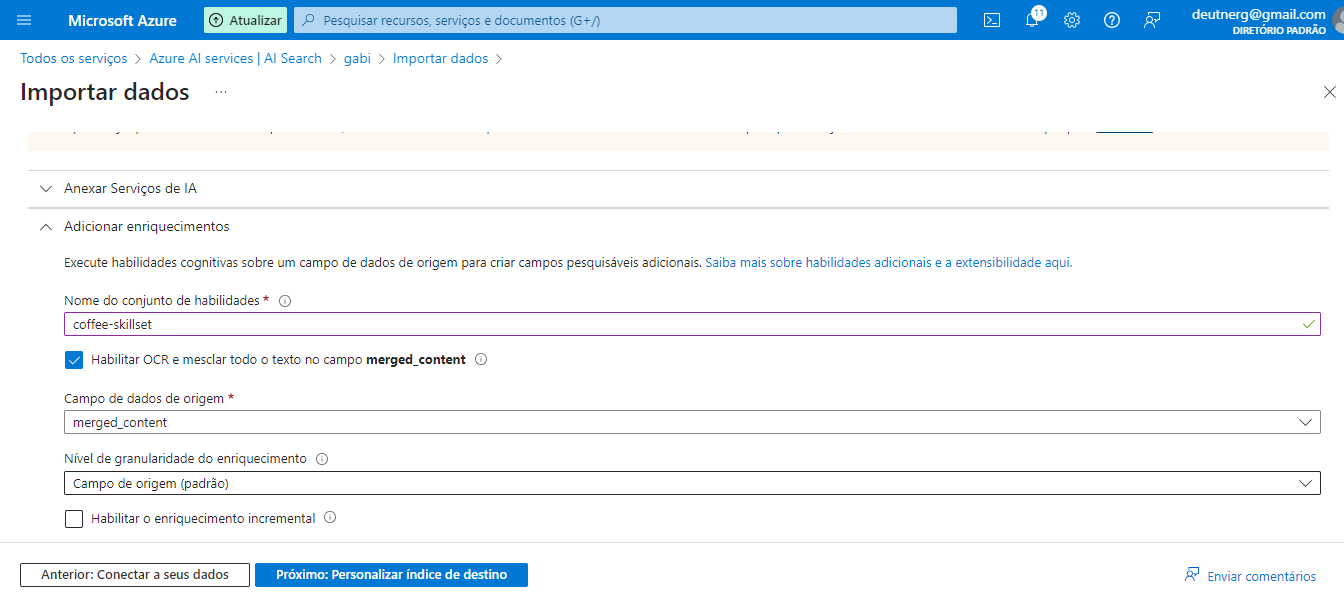 Microsoft Azure
Atualizar
Pesquisar recursos, serviços e documentos (G+/)
11
deutnerg@gmail.com
DIRETÓRIO PADRÃO
Todos os serviços > Azure AI services | AI Search > gabi > Importar dados >
Importar dados ...
Anexar Serviços de IA
Adicionar enriquecimentos
Execute habilidades cognitivas sobre um campo de dados de origem para criar campos pesquisáveis adicionais. Saiba mais sobre habilidades adicionais e a extensibilidade aqui.
Nome do conjunto de habilidades *
coffee-skillset
Habilitar OCR e mesclar todo o texto no campo merged_content
Campo de dados de origem *
merged_content
Nível de granularidade do enriquecimento
Campo de origem (padrão)
Habilitar o enriquecimento incremental
Anterior: Conectar a seus dados
Próximo: Personalizar índice de destino
Enviar comentários